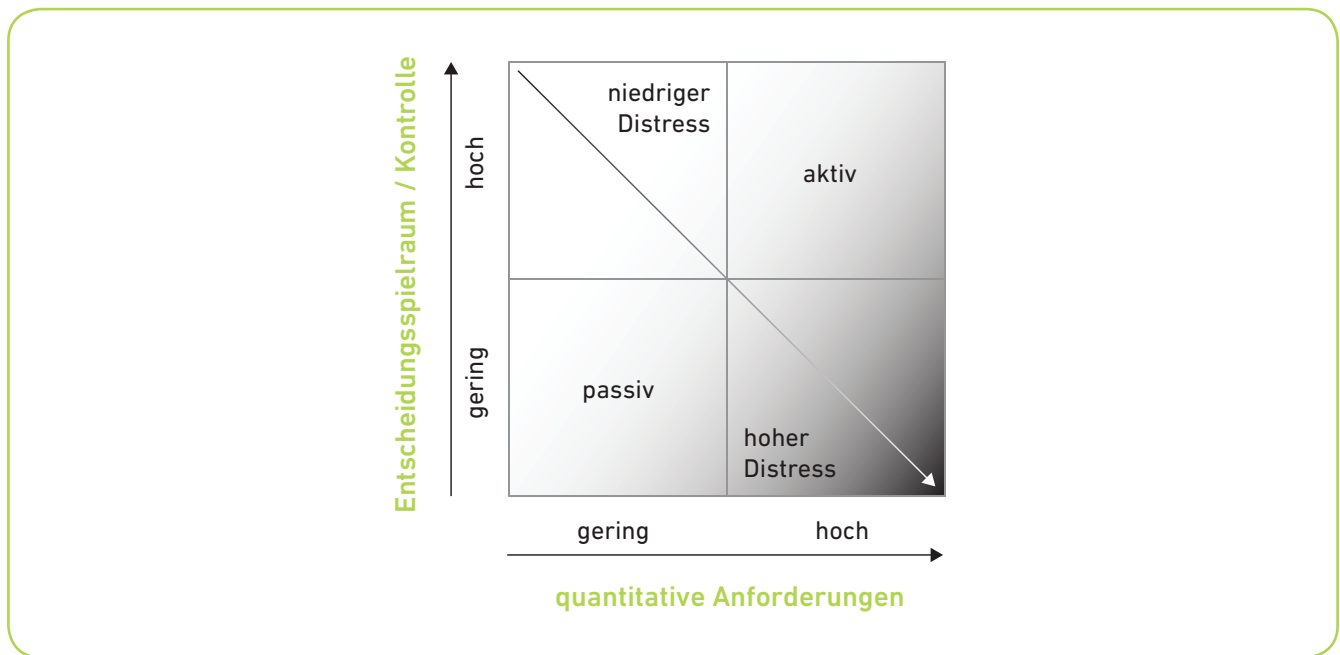 Entscheidungsspielraum / Kontrolle
hoch
gering
niedriger
Distress
aktiv
passiv
hoher
Distress
gering
hoch
quantitative Anforderungen